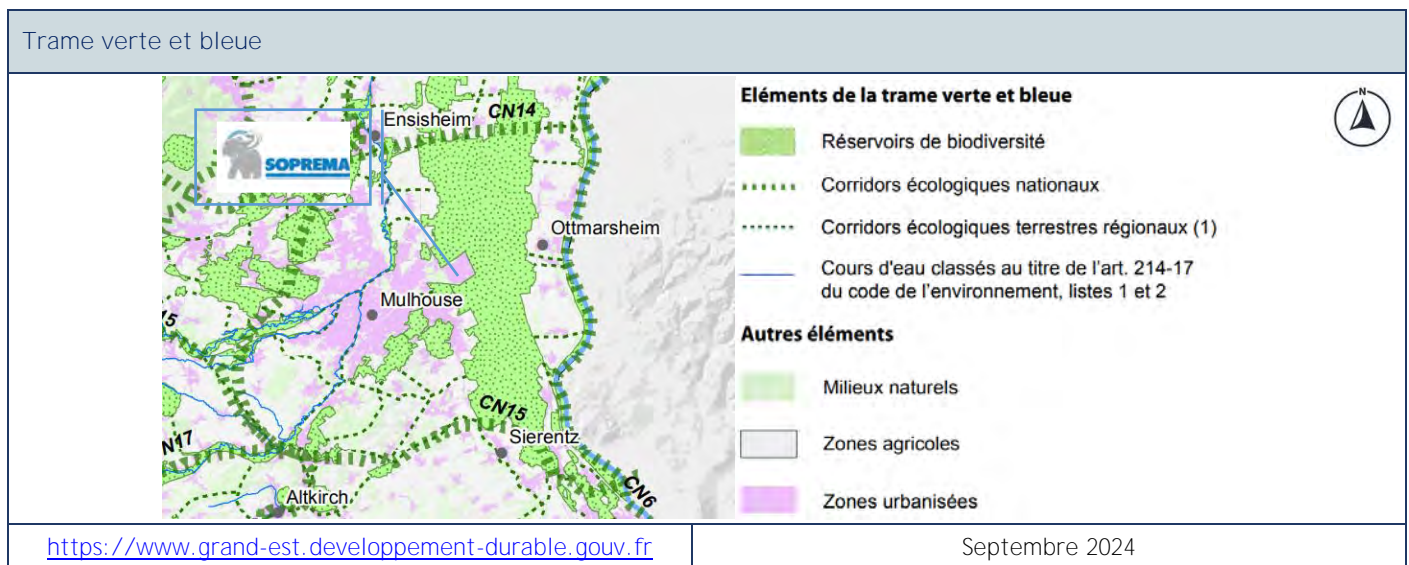 Trame verte et bleue
SOPREMA
Ensisheim
CN14
Ottmarsheim
Mulhouse
CN15
Sierentz
CN17
Altkirch
CN6
Eléments de la trame verte et bleue
N
Réservoirs de biodiversité
Corridors écologiques nationaux
Corridors écologiques terrestres régionaux (1)
Cours d'eau classés au titre de l'art. 214-17
du code de l'environnement, listes 1 et 2
Autres éléments
Milieux naturels
Zones agricoles
Zones urbanisées
https://www.grand-est.developpement-durable.gouv.fr
Septembre 2024